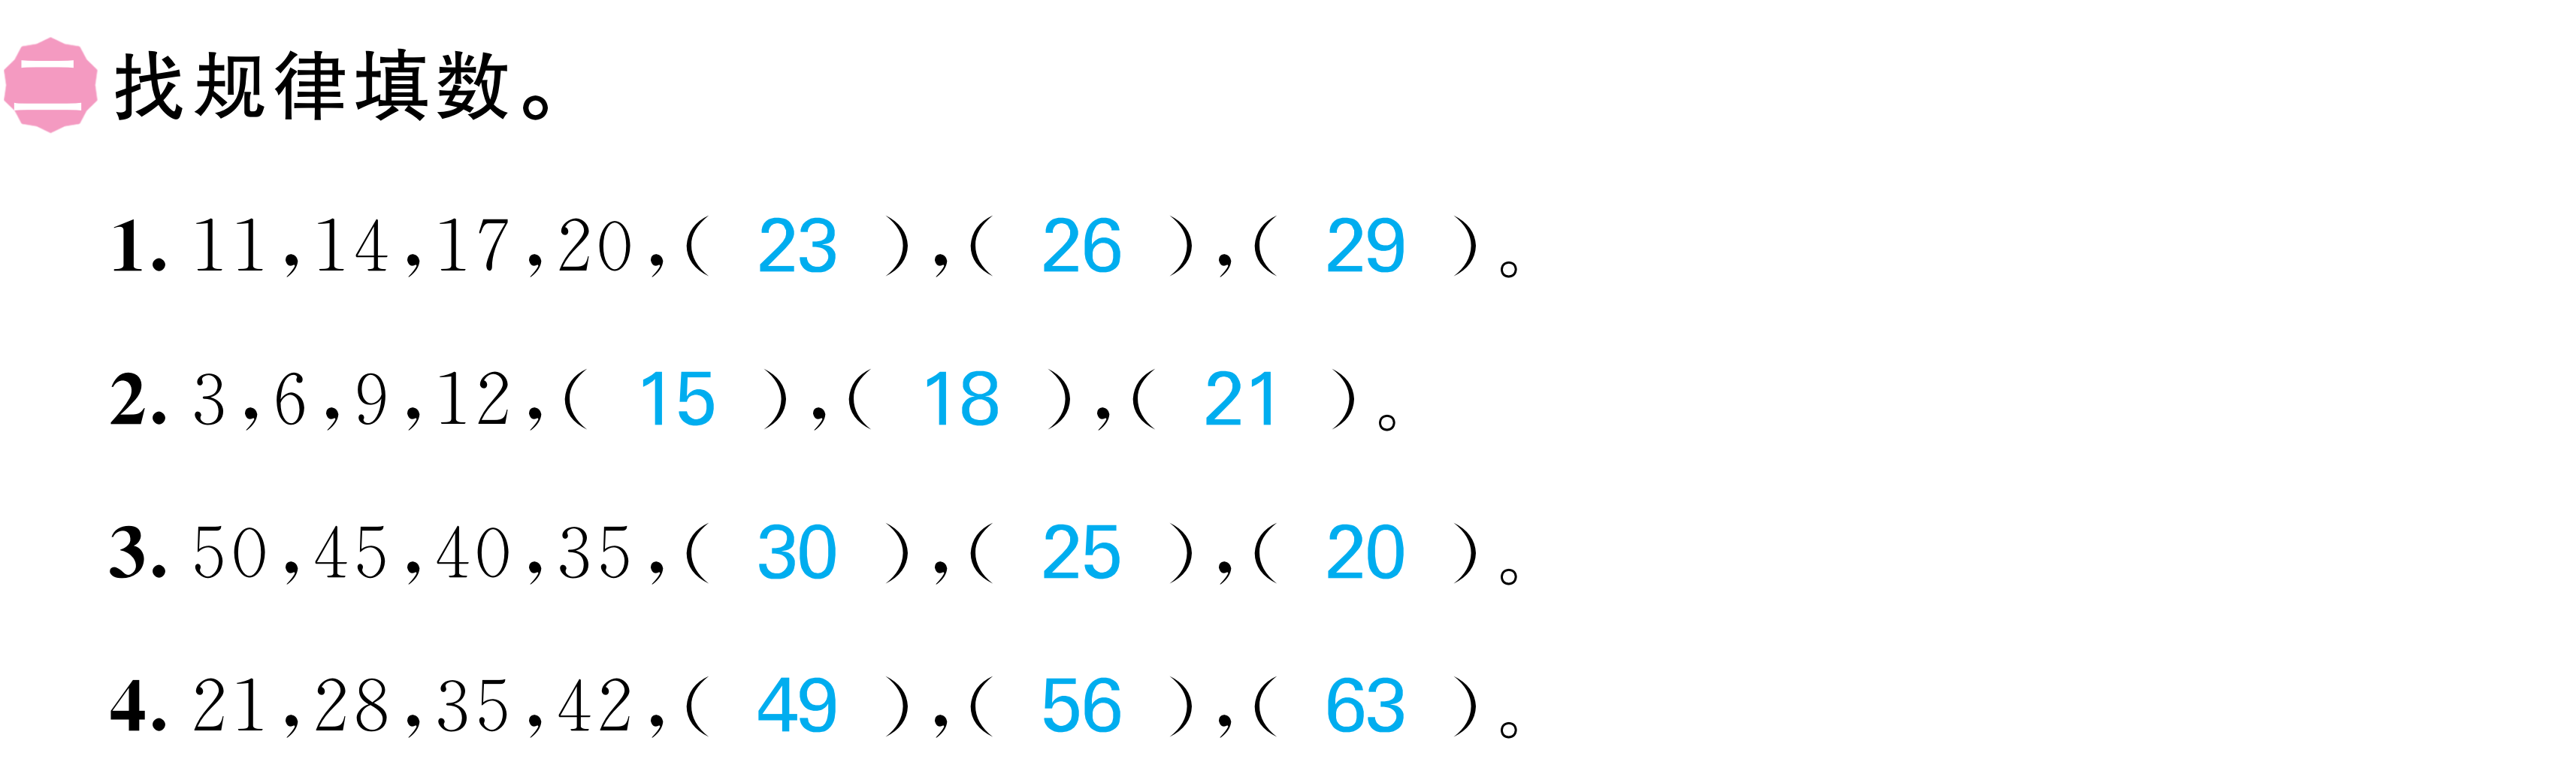 二 找规律填数。
1. 11,14,17,20,( 23 ),( 26 ),( 29 )。
2. 3,6,9,12,( 15 ),( 18 ),( 21 )。
3. 50,45,40,35,( 30 ),( 25 ),( 20 )。
4. 21,28,35,42,( 49 ),( 56 ),( 63 )。